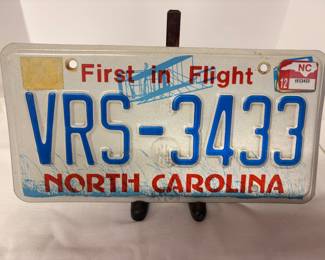 First in Flight
NC
12
VRS-3433
NORTH CAROLINA